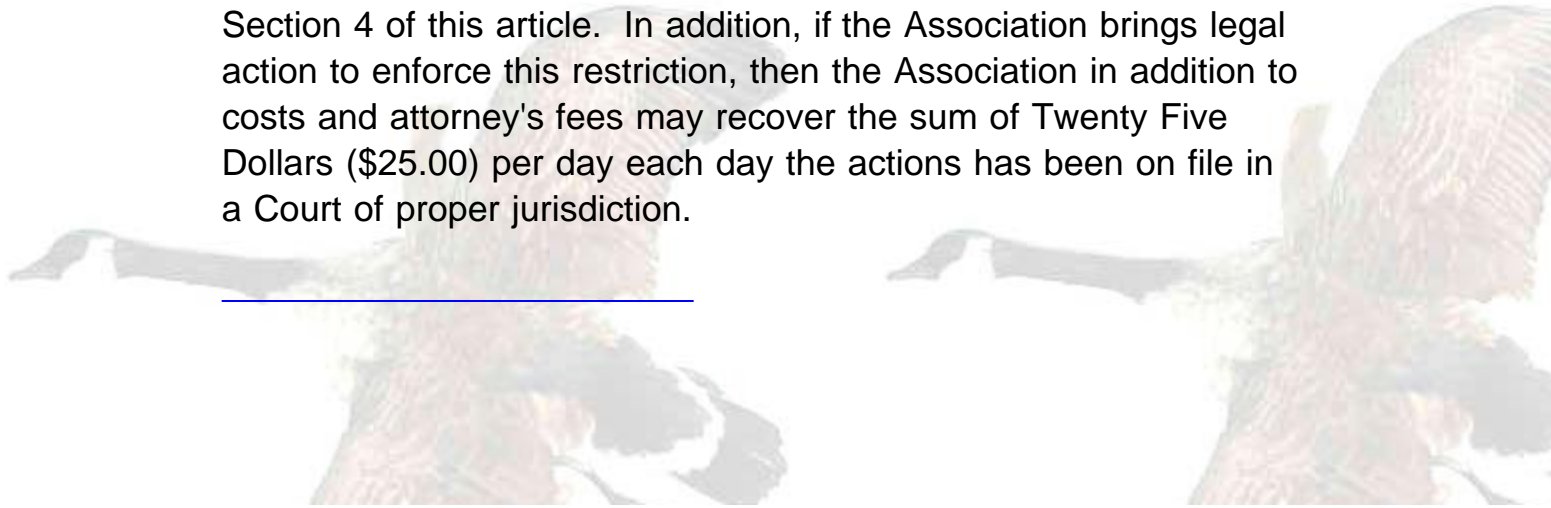 Section 4 of this article.  In addition, if the Association brings legal
action to enforce this restriction, then the Association in addition to
costs and attorney's fees may recover the sum of Twenty Five
Dollars ($25.00) per day each day the actions has been on file in
a Court of proper jurisdiction.